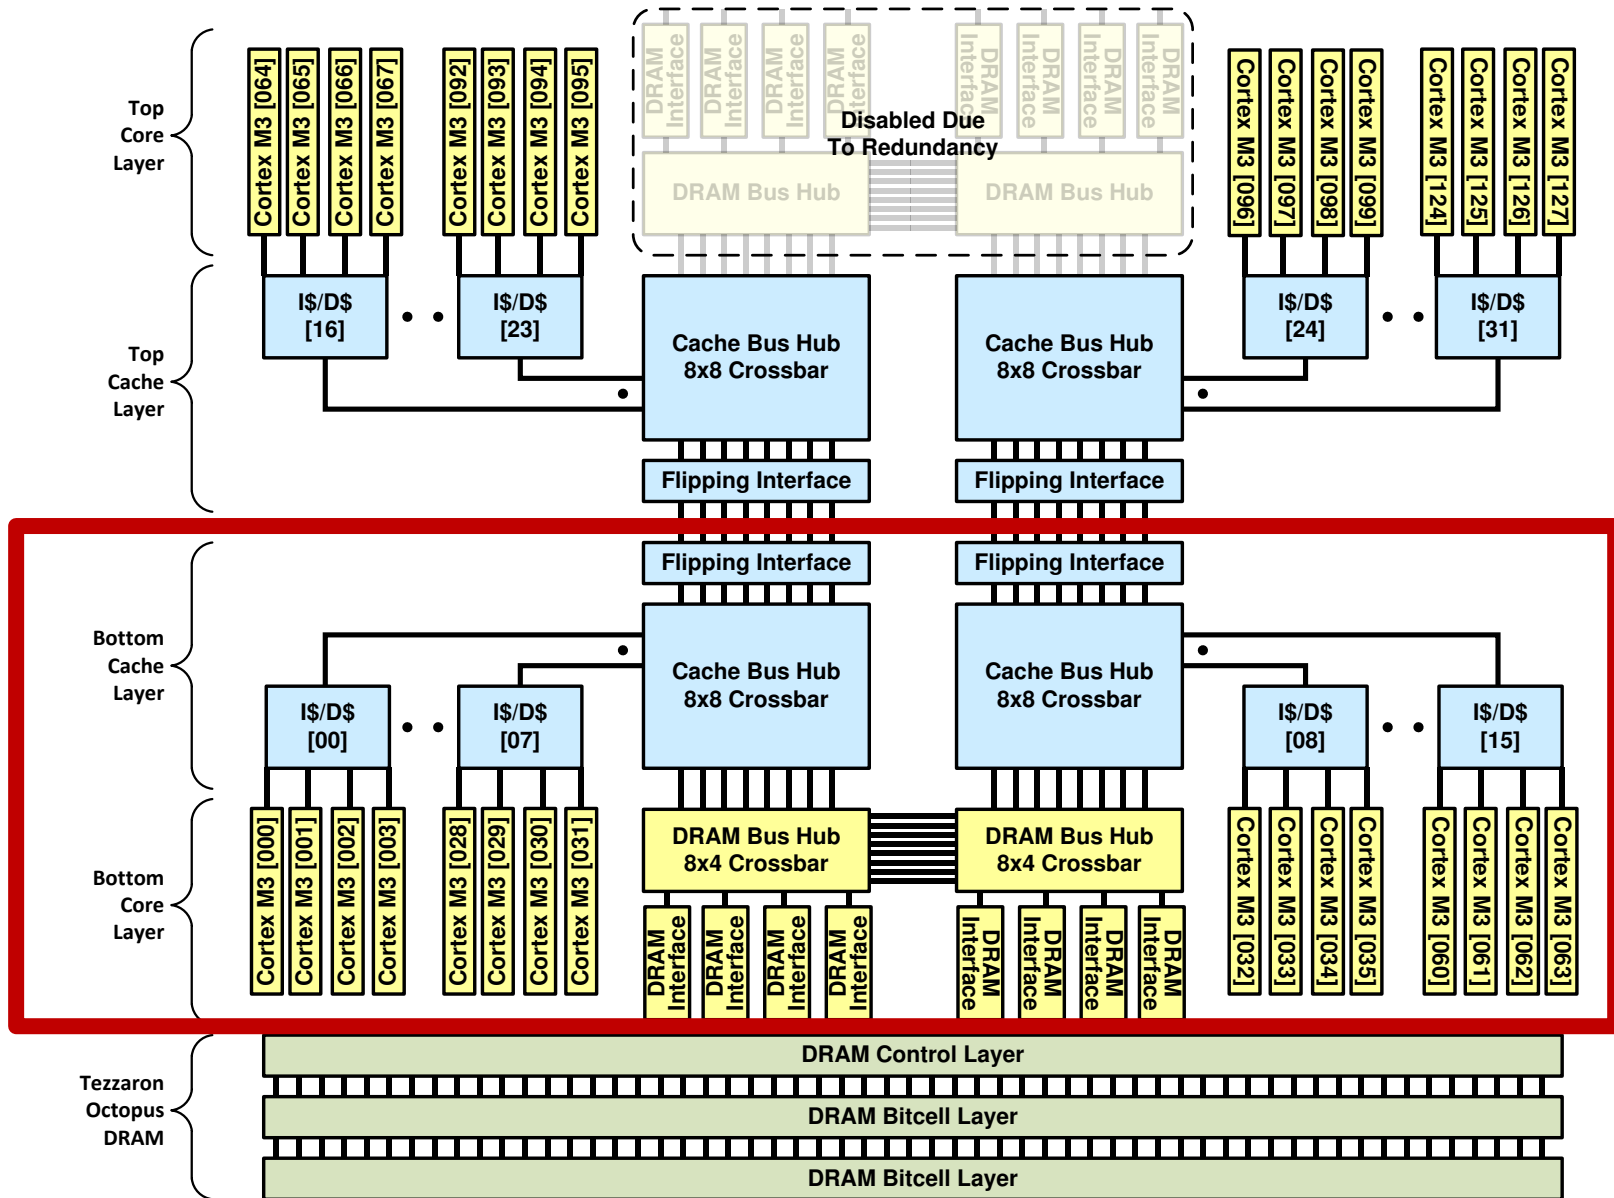 Top
Core
Layer
Cortex M3 [064]
Cortex M3 [065]
Cortex M3 [066]
Cortex M3 [067]
Cortex M3 [092]
Cortex M3 [093]
Cortex M3 [094]
Cortex M3 [095]
DRAM
Interface
DRAM
Interface
DRAM
Interface
DRAM
Interface
DRAM
Interface
DRAM
Interface
DRAM
Interface
DRAM
Interface
Disabled Due
To Redundancy
DRAM Bus Hub
DRAM Bus Hub
Cortex M3 [096]
Cortex M3 [097]
Cortex M3 [098]
Cortex M3 [099]
Cortex M3 [124]
Cortex M3 [125]
Cortex M3 [126]
Cortex M3 [127]
Top
Cache
Layer
I$/D$
[16]
I$/D$
[23]
Cache Bus Hub
8x8 Crossbar
Cache Bus Hub
8x8 Crossbar
I$/D$
[24]
I$/D$
[31]
Flipping Interface
Flipping Interface
Bottom
Cache
Layer
Flipping Interface
Flipping Interface
Cache Bus Hub
8x8 Crossbar
Cache Bus Hub
8x8 Crossbar
I$/D$
[00]
I$/D$
[07]
I$/D$
[08]
I$/D$
[15]
Bottom
Core
Layer
Cortex M3 [000]
Cortex M3 [001]
Cortex M3 [002]
Cortex M3 [003]
Cortex M3 [028]
Cortex M3 [029]
Cortex M3 [030]
Cortex M3 [031]
DRAM Bus Hub
8x4 Crossbar
DRAM Bus Hub
8x4 Crossbar
DRAM
Interface
DRAM
Interface
DRAM
Interface
DRAM
Interface
DRAM
Interface
DRAM
Interface
DRAM
Interface
DRAM
Interface
Cortex M3 [032]
Cortex M3 [033]
Cortex M3 [034]
Cortex M3 [035]
Cortex M3 [060]
Cortex M3 [061]
Cortex M3 [062]
Cortex M3 [063]
Tezzaron
Octopus
DRAM
DRAM Control Layer
DRAM Bitcell Layer
DRAM Bitcell Layer